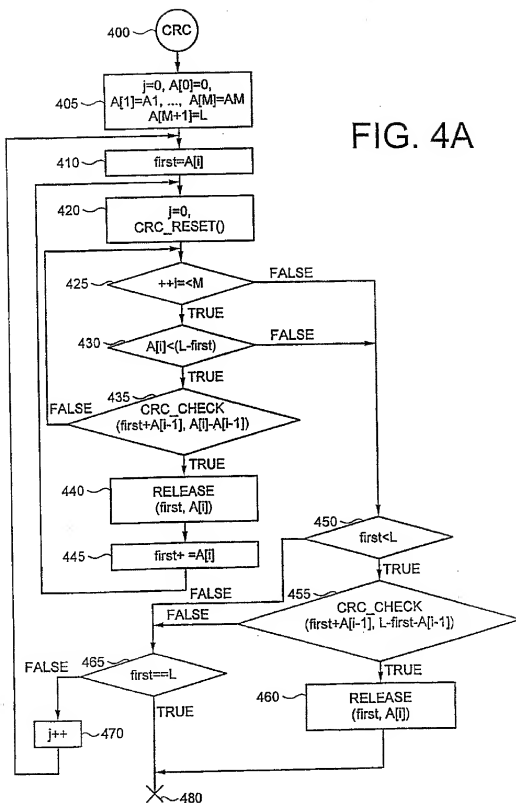 400
CRC
FIG. 4A
405
j=0, A[0]=0,
A[1]=A1, ..., A[M]=AM
A[M+1]=L
410
first=A[i]
420
j=0,
CRC_RESET()
425
++i=<M
FALSE
TRUE
430
A[i]<(L-first)
FALSE
TRUE
FALSE
435
CRC_CHECK
(first+A[i-1], A[i]-A[i-1])
TRUE
440
RELEASE
(first, A[i])
445
first+ =A[i]
450
first<L
FALSE
TRUE
455
CRC_CHECK
(first+A[i-1], L-first-A[i-1])
FALSE
TRUE
465
first==L
FALSE
TRUE
460
RELEASE
(first, A[i])
j++
470
480